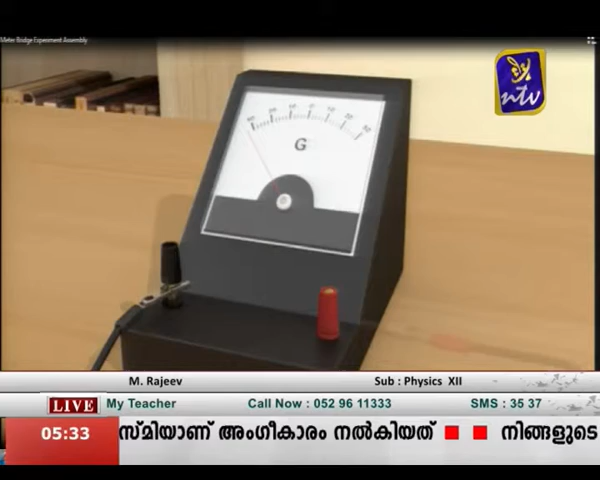 Meter Bridge Experiment Assembly
ntv
G
M. Rajeev
Sub : Physics XII
LIVE
My Teacher
Call Now : 052 96 11333
SMS : 35 37
05:33
സ്മിയാണ് അംഗീകാരം നൽകിയത്
നിങ്ങളുടെ